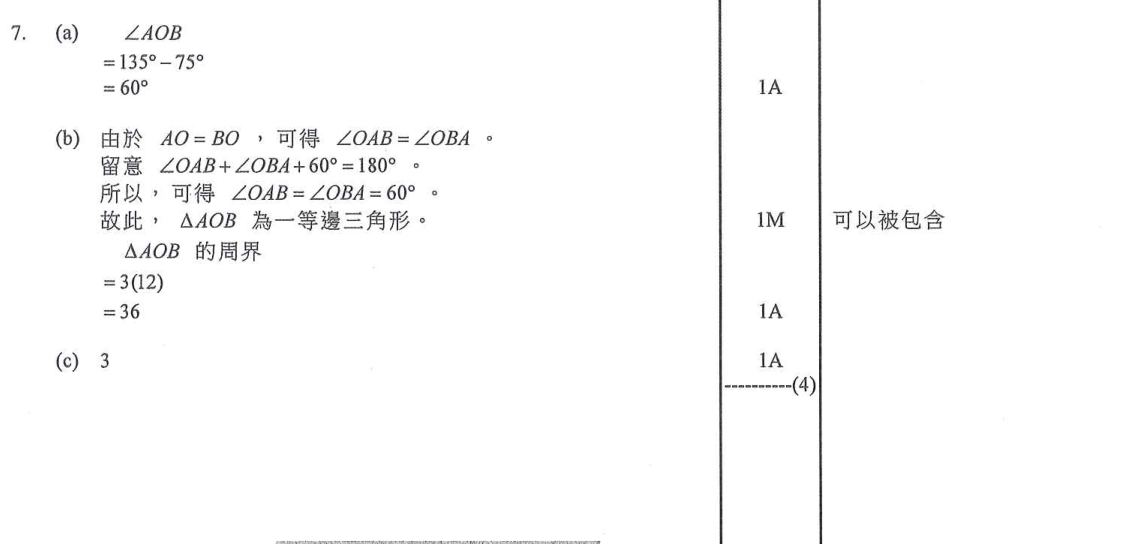 7. (a) ∠AOB
= 135° − 75°
= 60° 1A
(b) 由於 AO = BO ，可得 ∠OAB = ∠OBA 。
留意 ∠OAB + ∠OBA + 60° = 180° 。
所以，可得 ∠OAB = ∠OBA = 60° 。
故此， ΔAOB 為一等邊三角形。 1M 可以被包含
ΔAOB 的周界
= 3(12)
= 36 1A
(c) 3 1A
----------(4)